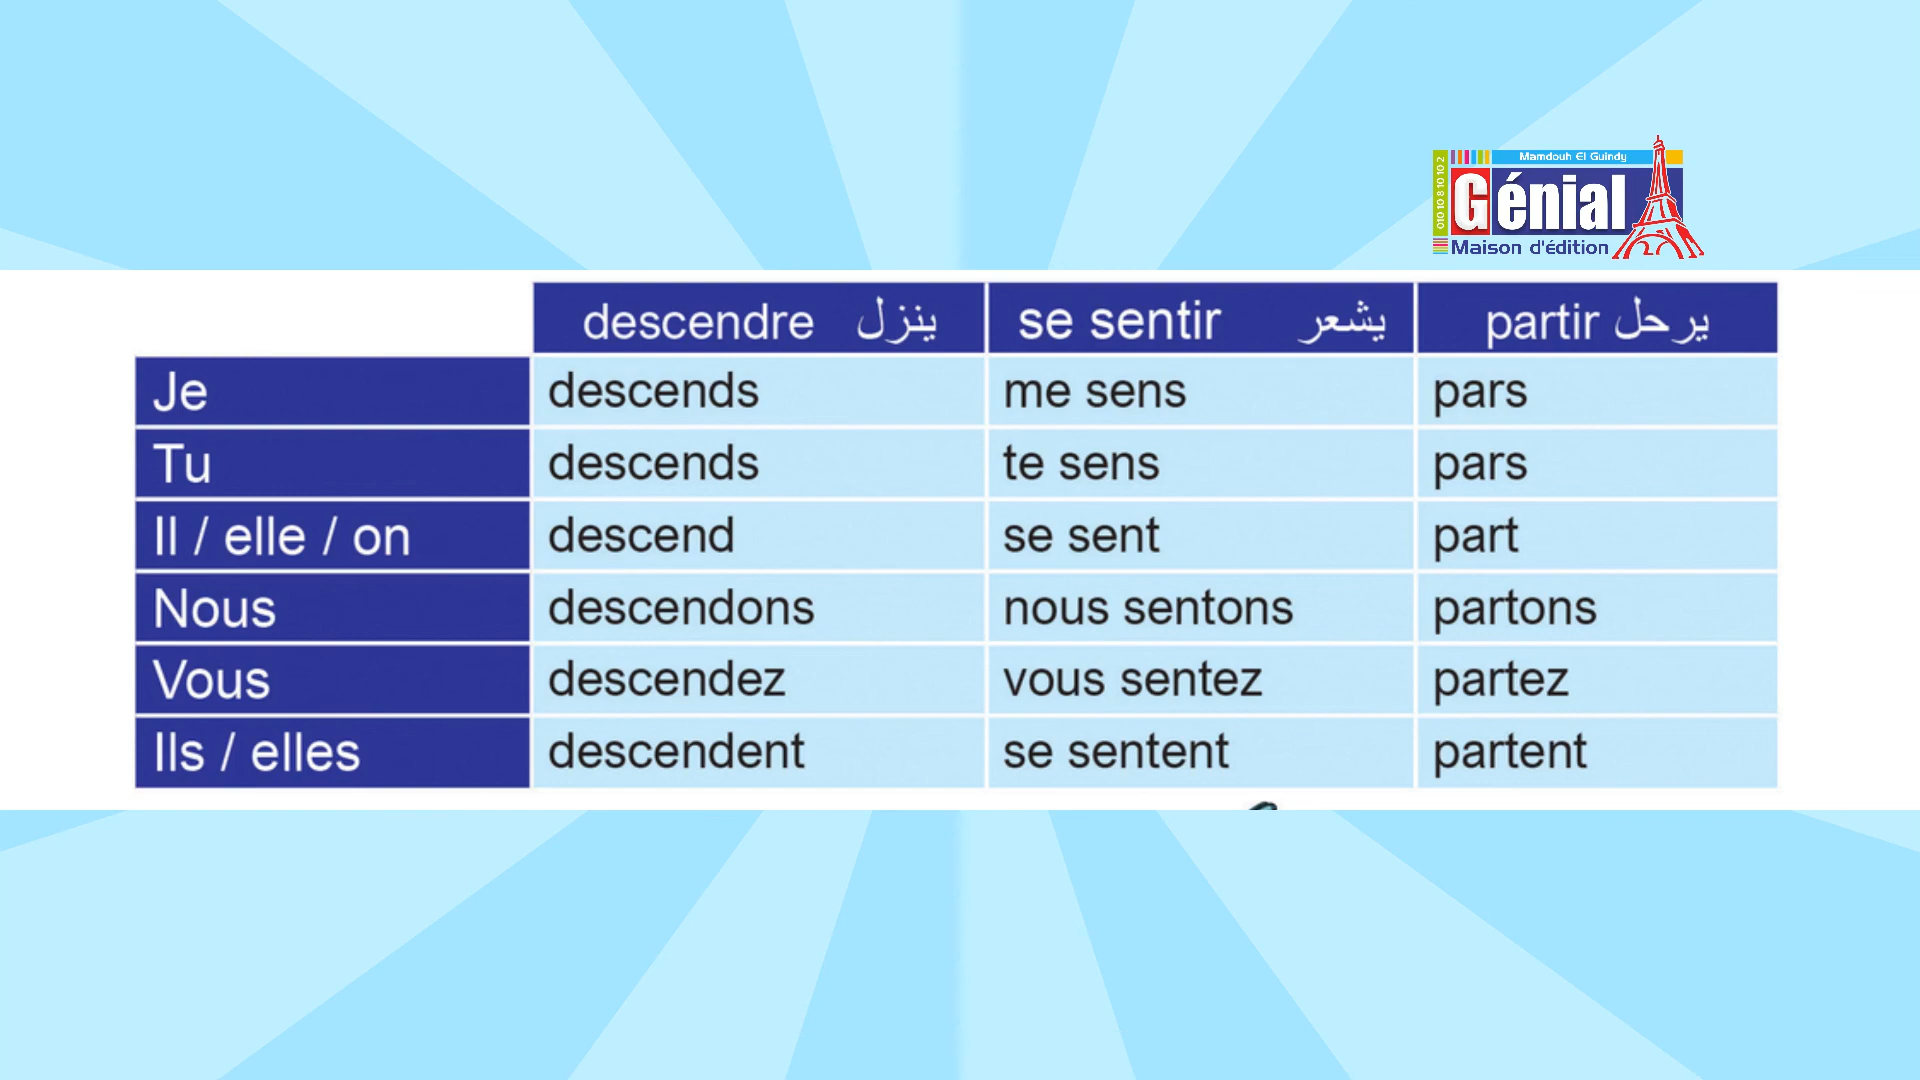 Mamdouh El Guindy
010 10 8 10 10 2
Génial
Maison d'édition
descendre ينزل se sentir يشعر partir يرحل
Je descends me sens pars
Tu descends te sens pars
Il / elle / on descend se sent part
Nous descendons nous sentons partons
Vous descendez vous sentez partez
Ils / elles descendent se sentent partent